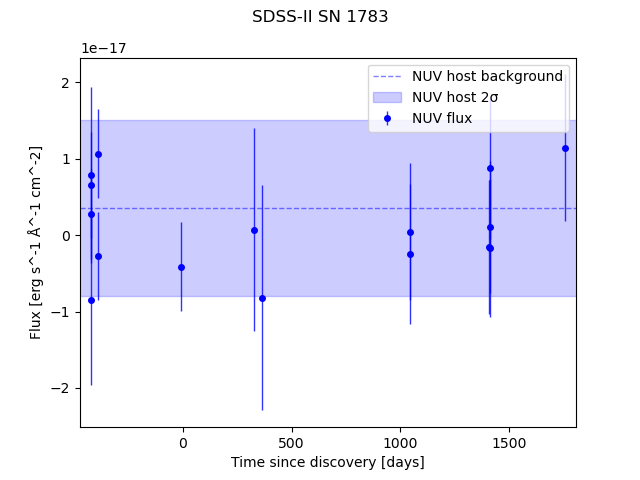 SDSS-II SN 1783
1e−17
NUV host background
NUV host 2σ
NUV flux
2
1
0
−1
−2
Flux [erg s^-1 Å^-1 cm^-2]
0 500 1000 1500
Time since discovery [days]